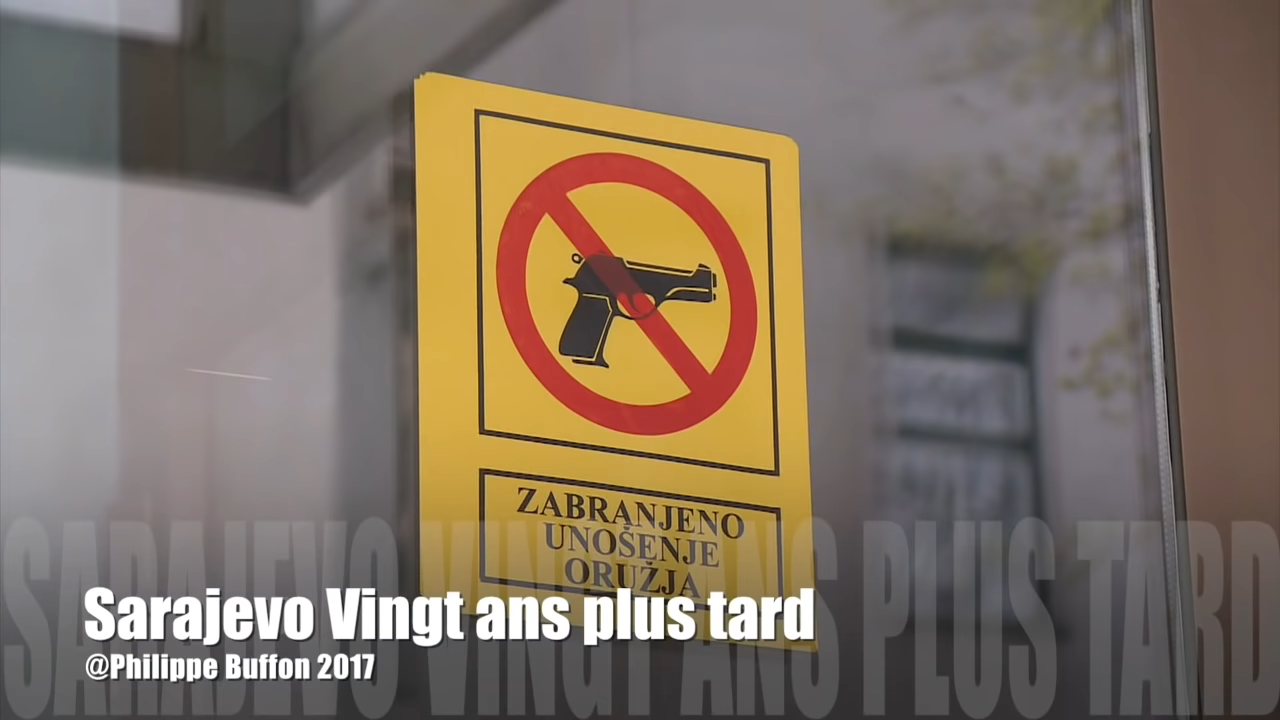 ZABRANJENO
UNOŠENJE
ORUŽJA
SARAJEVO VINGT ANS PLUS TARD
Sarajevo Vingt ans plus tard
@Philippe Buffon 2017